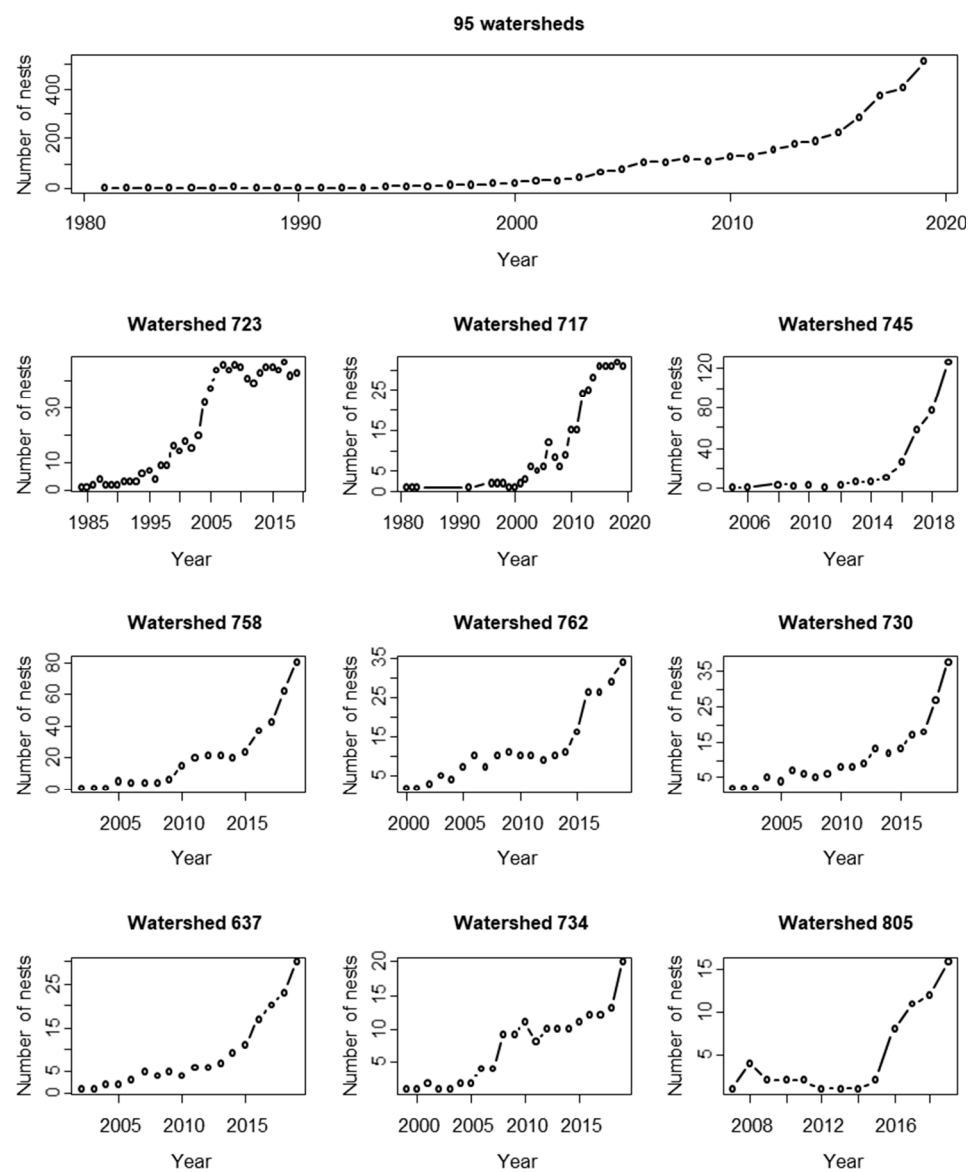 95 watersheds
Number of nests
0 200 400
1980 1990 2000 2010 2020
Year
Watershed 723 Watershed 717 Watershed 745
Number of nests Number of nests Number of nests
0 10 30 0 5 15 25 0 40 80 120
1985 1995 2005 2015 1980 1990 2000 2010 2020 2006 2010 2014 2018
Year Year Year
Watershed 758 Watershed 762 Watershed 730
Number of nests Number of nests Number of nests
0 20 40 60 80 5 15 25 35 5 15 25 35
2005 2010 2015 2000 2005 2010 2015 2005 2010 2015
Year Year Year
Watershed 637 Watershed 734 Watershed 805
Number of nests Number of nests Number of nests
0 5 15 25 5 10 15 20 5 10 15
2005 2010 2015 2000 2005 2010 2015 2008 2012 2016
Year Year Year